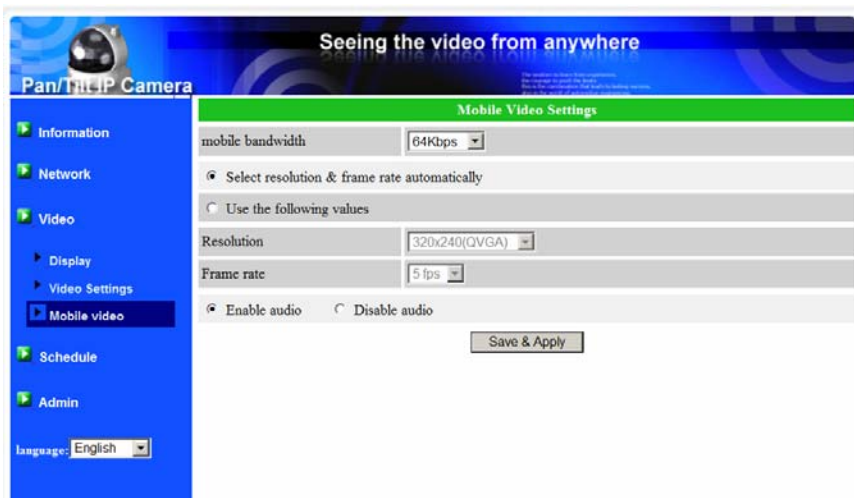 Seeing the video from anywhere
Pan/Tilt IP Camera
Mobile Video Settings
Information
Network
Video
Display
Video Settings
Mobile video
Schedule
Admin
language: English
mobile bandwidth 64Kbps
Select resolution & frame rate automatically
Use the following values
Resolution 320x240(QVGA)
Frame rate 5 fps
Enable audio Disable audio
Save & Apply